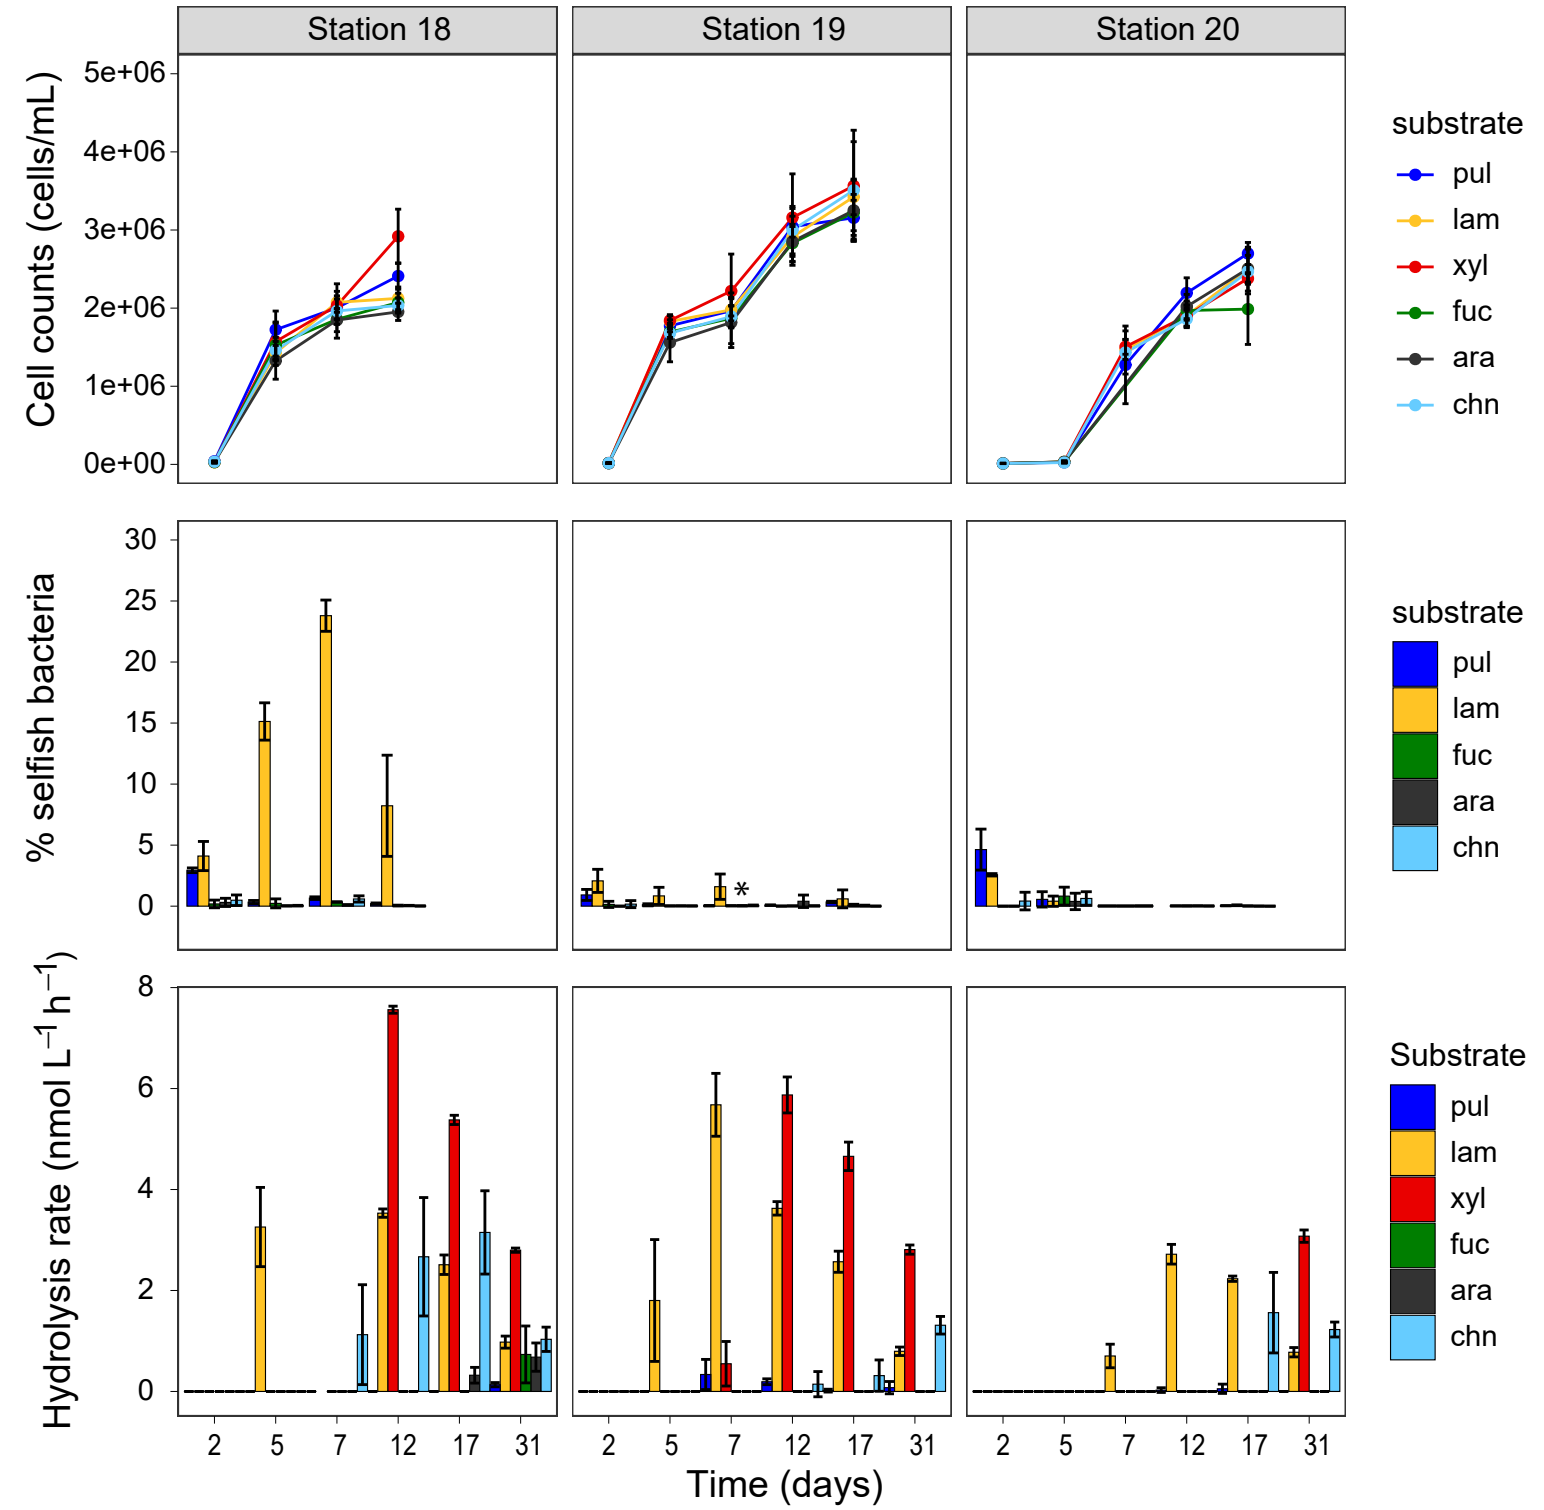 Station 18
Station 19
Station 20
Cell counts (cells/mL)
5e+06
4e+06
3e+06
2e+06
1e+06
0e+00
substrate
pul
lam
xyl
fuc
ara
chn
% selfish bacteria
30
25
20
15
10
5
0
*
substrate
pul
lam
fuc
ara
chn
Hydrolysis rate (nmol L⁻¹ h⁻¹)
8
6
4
2
0
Substrate
pul
lam
xyl
fuc
ara
chn
2 5 7 12 17 31
2 5 7 12 17 31
2 5 7 12 17 31
Time (days)